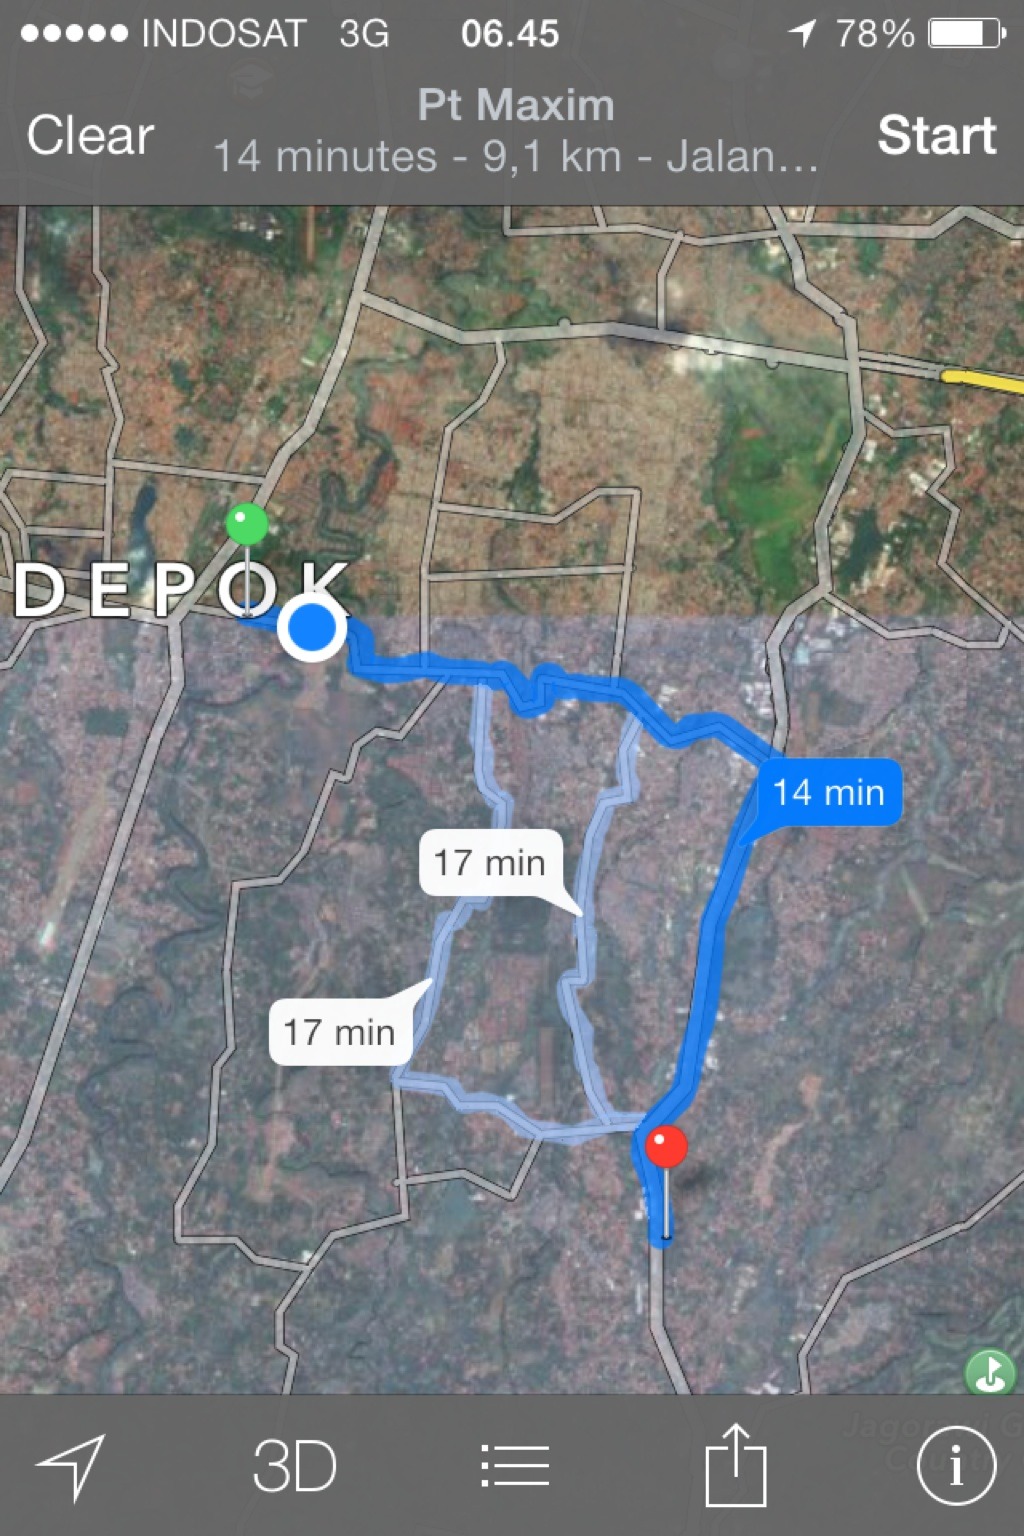 INDOSAT 3G 06.45 78%
Clear
Pt Maxim
14 minutes - 9,1 km - Jalan...
Start
DEPOK
14 min
17 min
17 min
3D
i